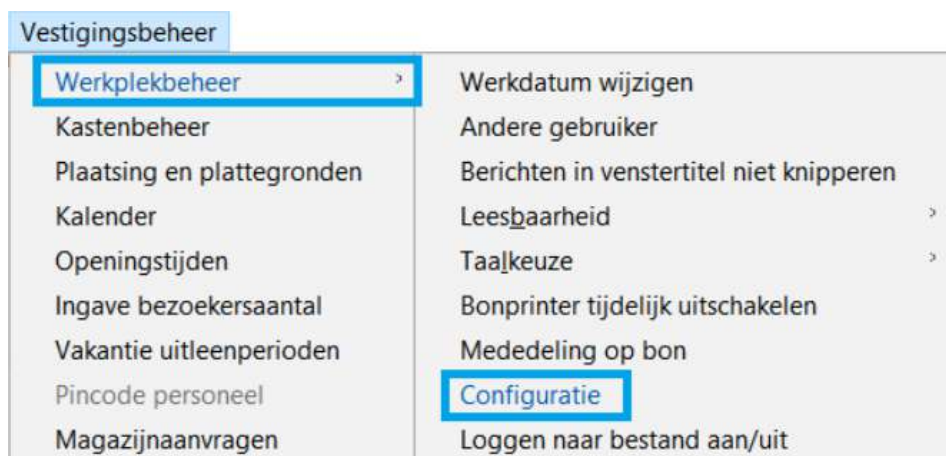 Vestigingsbeheer
Werkplekbeheer
Kastenbeheer
Plaatsing en plattegronden
Kalender
Openingstijden
Ingave bezoekersaantal
Vakantie uitleenperioden
Pincode personeel
Magazijnaanvragen
Werkdatum wijzigen
Andere gebruiker
Berichten in venstertitel niet knipperen
Leesbaarheid
Taalkeuze
Bonprinter tijdelijk uitschakelen
Mededeling op bon
Configuratie
Loggen naar bestand aan/uit